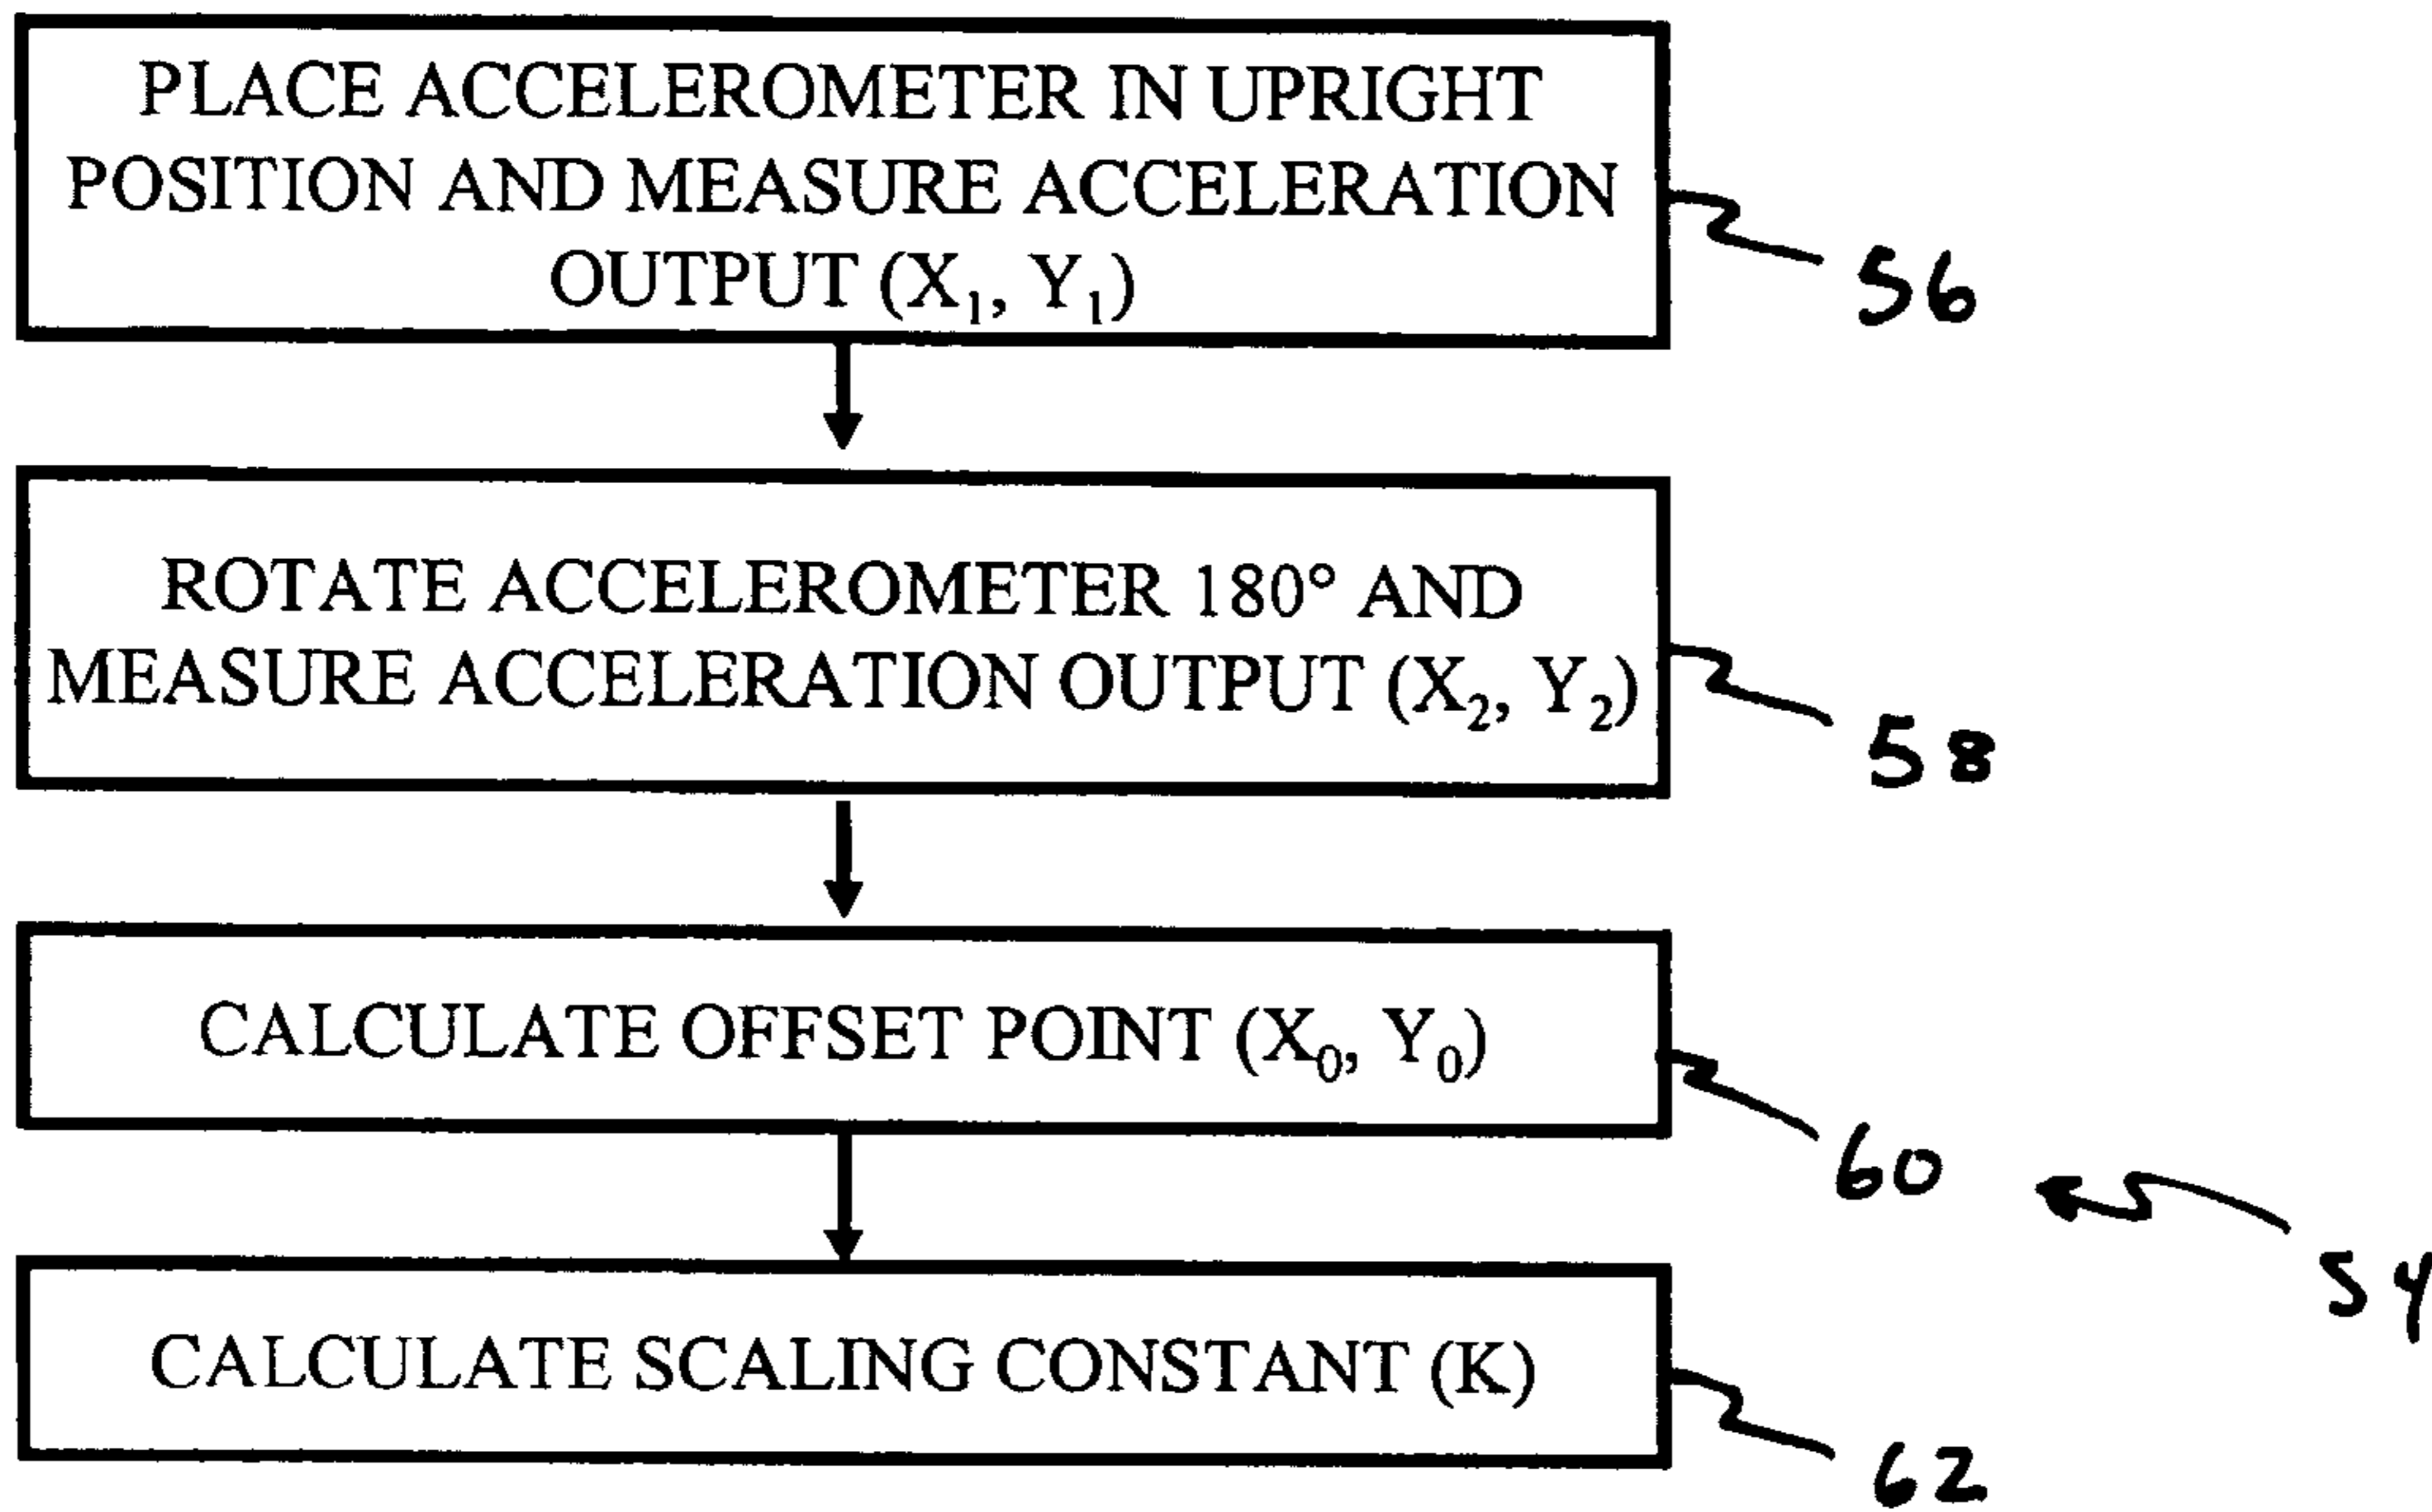 PLACE ACCELEROMETER IN UPRIGHT
POSITION AND MEASURE ACCELERATION
OUTPUT (X₁, Y₁)
56
ROTATE ACCELEROMETER 180° AND
MEASURE ACCELERATION OUTPUT (X₂, Y₂)
58
CALCULATE OFFSET POINT (X₀, Y₀)
60
54
CALCULATE SCALING CONSTANT (K)
62